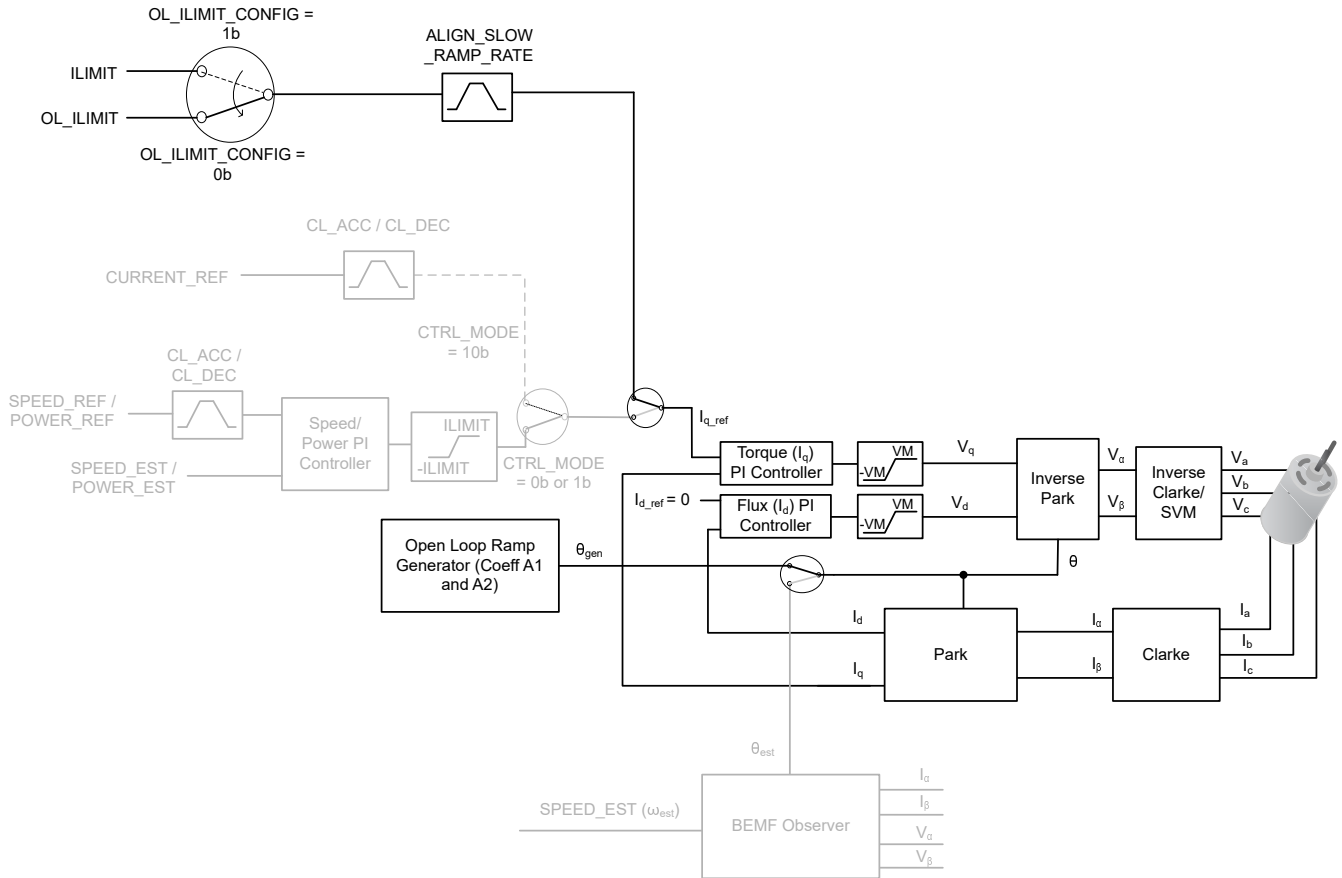 OL_ILIMIT_CONFIG =
1b
ILIMIT
OL_ILIMIT
OL_ILIMIT_CONFIG =
0b
ALIGN_SLOW
_RAMP_RATE
CL_ACC / CL_DEC
CURRENT_REF
CTRL_MODE
= 10b
CL_ACC /
CL_DEC
SPEED_REF /
POWER_REF
SPEED_EST /
POWER_EST
Speed/
Power PI
Controller
ILIMIT
-ILIMIT
CTRL_MODE
= 0b or 1b
I_q_ref
Torque (I_q)
PI Controller
VM
-VM
V_q
I_d_ref = 0
Flux (I_d) PI
Controller
VM
-VM
V_d
Inverse
Park
V_α
V_β
Inverse
Clarke/
SVM
V_a
V_b
V_c
Open Loop Ramp
Generator (Coeff A1
and A2)
θ_gen
θ
I_d
I_q
Park
I_α
I_β
Clarke
I_a
I_b
I_c
θ_est
SPEED_EST (ω_est)
BEMF Observer
I_α
I_β
V_α
V_β